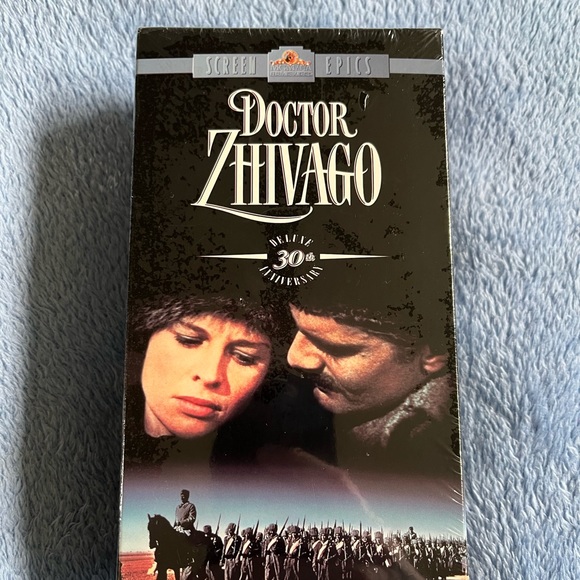 SCREEN EPICS
DOCTOR
ZHIVAGO
DELUXE
30th
ANNIVERSARY